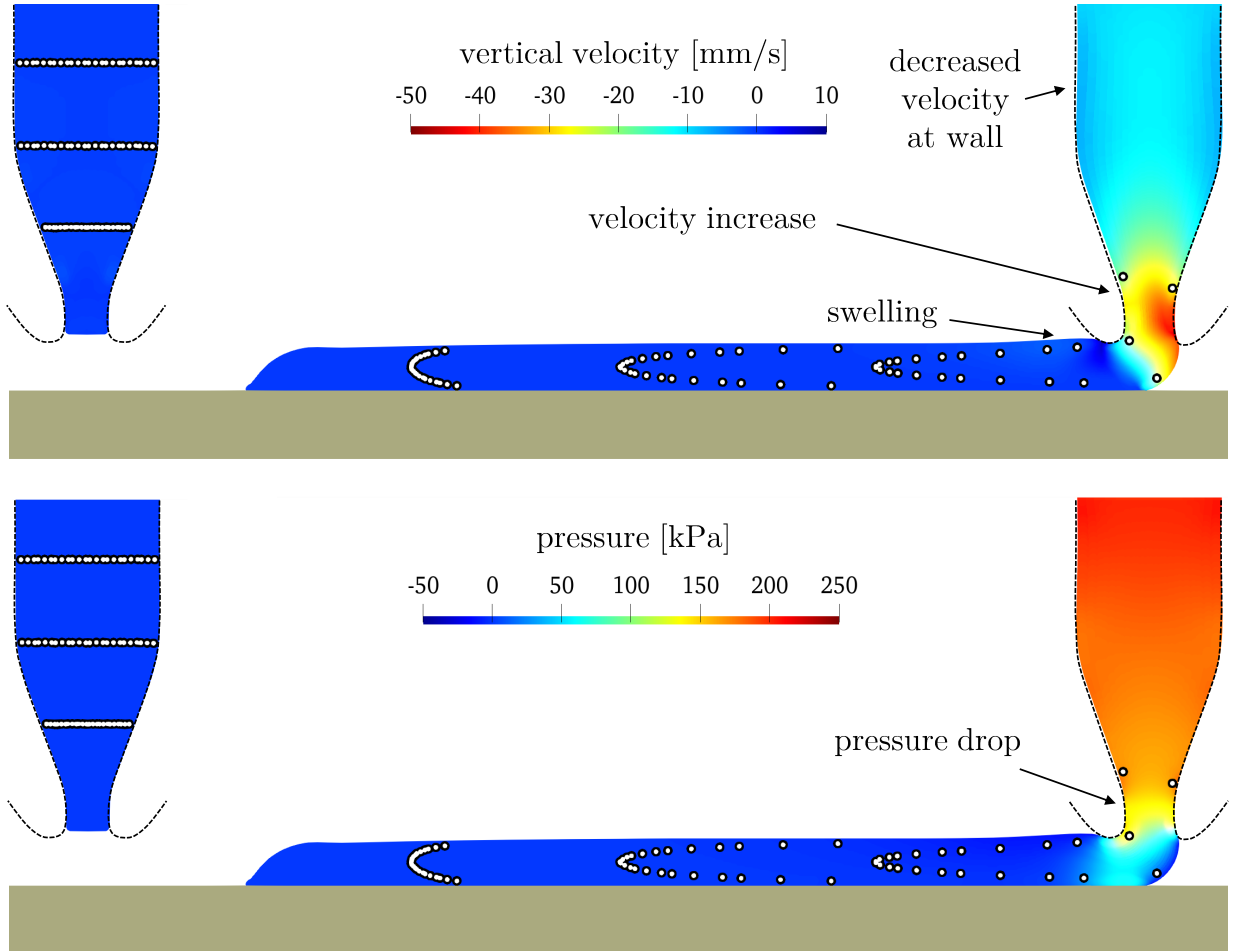 vertical velocity [mm/s]
-50 -40 -30 -20 -10 0 10
decreased
velocity
at wall
velocity increase
swelling
pressure [kPa]
-50 0 50 100 150 200 250
pressure drop